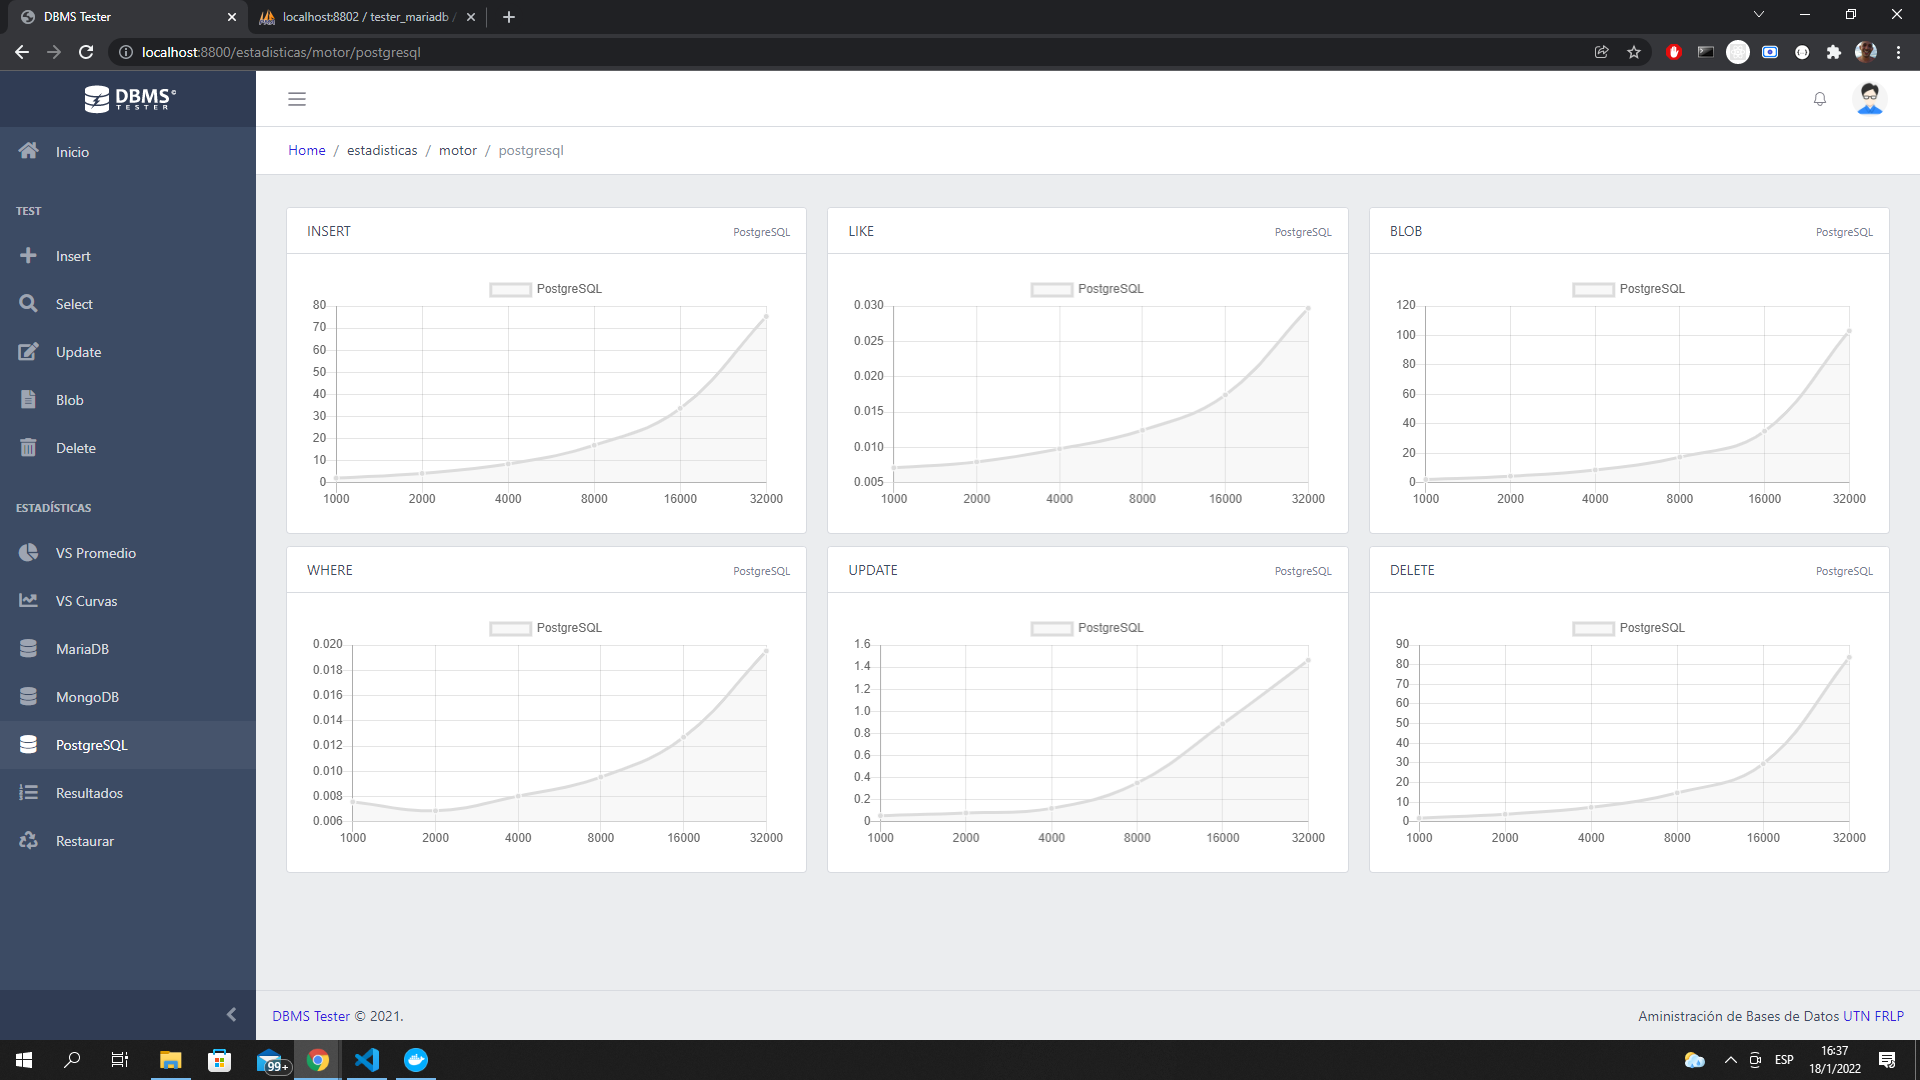 DBMS Tester
localhost:8802 / tester_mariadb /
localhost:8800/estadisticas/motor/postgresql
DBMS
TESTER
Inicio
TEST
Insert
Select
Update
Blob
Delete
ESTADÍSTICAS
VS Promedio
VS Curvas
MariaDB
MongoDB
PostgreSQL
Resultados
Restaurar
Home / estadisticas / motor / postgresql
INSERT PostgreSQL
PostgreSQL
80
70
60
50
40
30
20
10
0
1000 2000 4000 8000 16000 32000
LIKE PostgreSQL
PostgreSQL
0.030
0.025
0.020
0.015
0.010
0.005
1000 2000 4000 8000 16000 32000
BLOB PostgreSQL
PostgreSQL
120
100
80
60
40
20
0
1000 2000 4000 8000 16000 32000
WHERE PostgreSQL
PostgreSQL
0.020
0.018
0.016
0.014
0.012
0.010
0.008
0.006
1000 2000 4000 8000 16000 32000
UPDATE PostgreSQL
PostgreSQL
1.6
1.4
1.2
1.0
0.8
0.6
0.4
0.2
0
1000 2000 4000 8000 16000 32000
DELETE PostgreSQL
PostgreSQL
90
80
70
60
50
40
30
20
10
0
1000 2000 4000 8000 16000 32000
DBMS Tester © 2021.
Aministración de Bases de Datos UTN FRLP
99+
ESP
16:37
18/1/2022